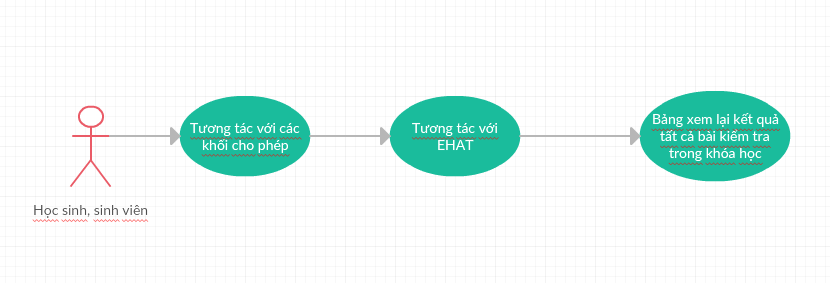 Tương tác với các
khối cho phép
Tương tác với
EHAT
Bảng xem lại kết quả
tất cả bài kiểm tra
trong khóa học
Học sinh, sinh viên